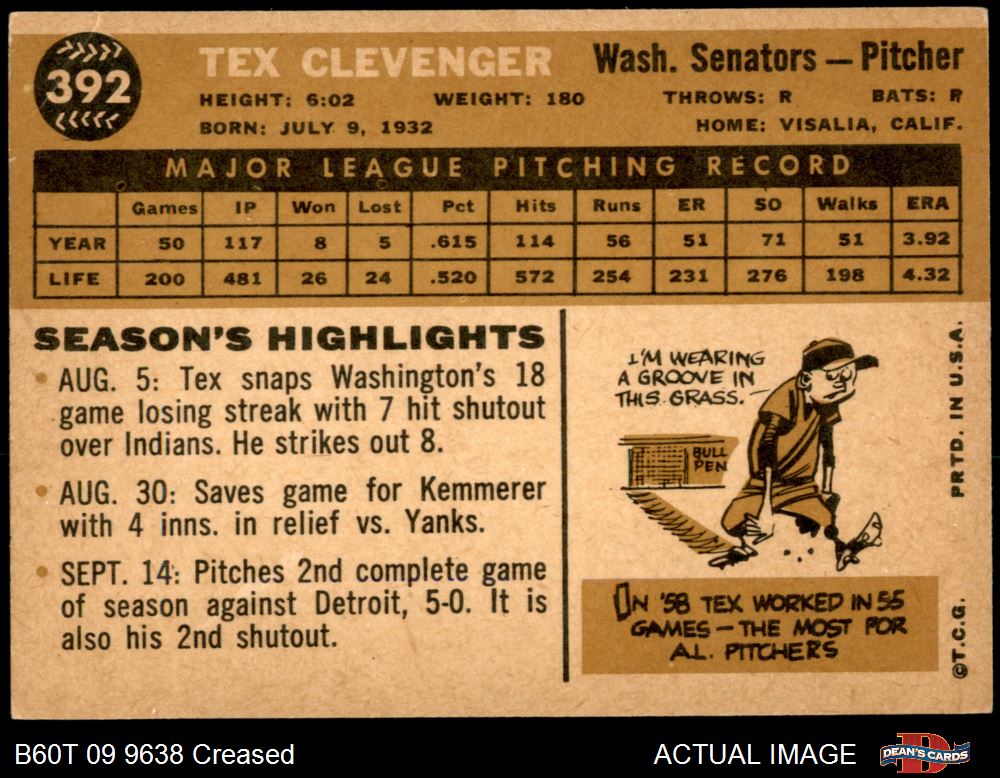 392
TEX CLEVENGER
Wash. Senators — Pitcher
HEIGHT: 6:02 WEIGHT: 180 THROWS: R BATS: R
BORN: JULY 9, 1932 HOME: VISALIA, CALIF.
MAJOR LEAGUE PITCHING RECORD
Games IP Won Lost Pct Hits Runs ER SO Walks ERA
YEAR 50 117 8 5 .615 114 56 51 71 51 3.92
LIFE 200 481 26 24 .520 572 254 231 276 198 4.32
SEASON'S HIGHLIGHTS
• AUG. 5: Tex snaps Washington's 18
game losing streak with 7 hit shutout
over Indians. He strikes out 8.
• AUG. 30: Saves game for Kemmerer
with 4 inns. in relief vs. Yanks.
• SEPT. 14: Pitches 2nd complete game
of season against Detroit, 5-0. It is
also his 2nd shutout.
I'M WEARING
A GROOVE IN
THIS GRASS.
BULL
PEN
IN '58 TEX WORKED IN 55
GAMES — THE MOST FOR
A.L. PITCHERS
PRTD. IN U.S.A.
©T.C.G.
B60T 09 9638 Creased
ACTUAL IMAGE
DEAN'S CARDS